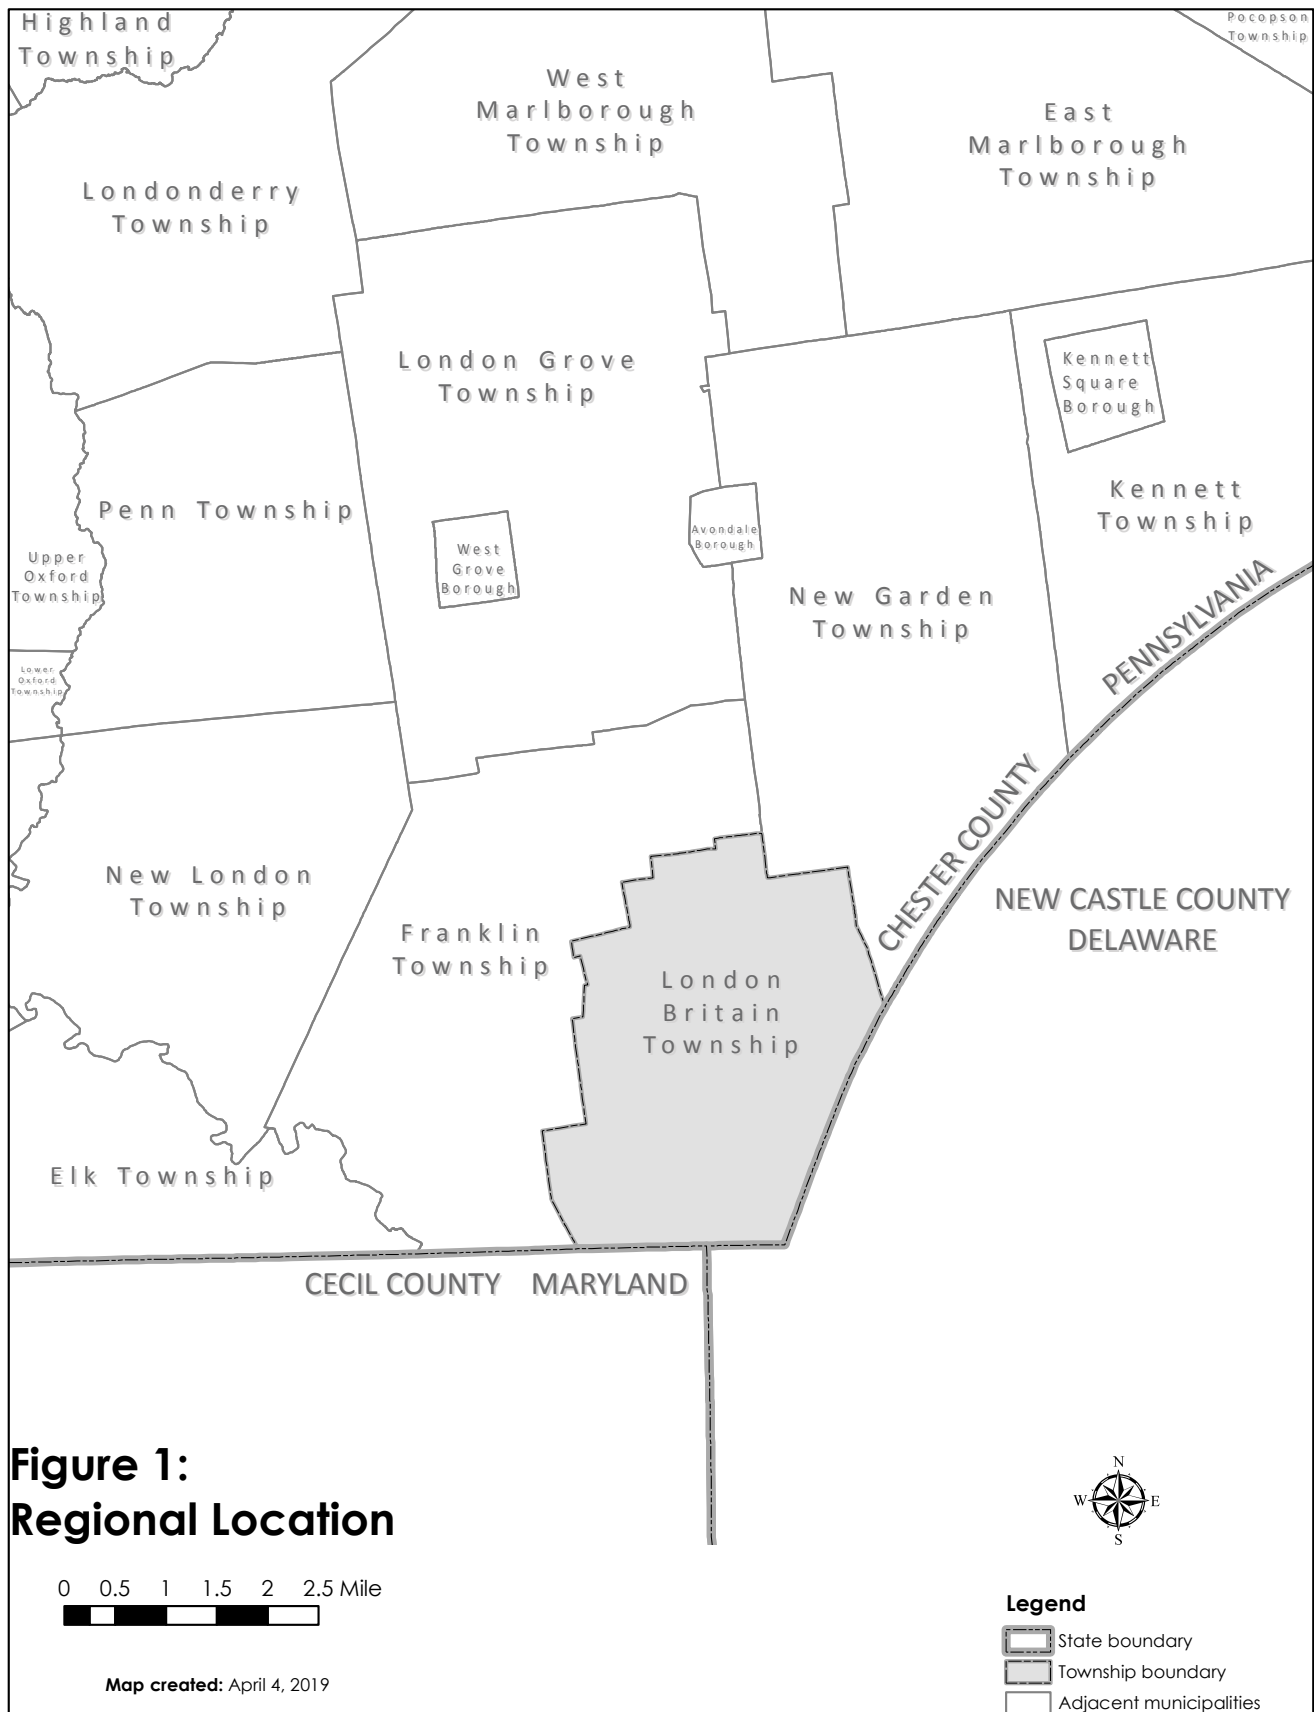 Highland
Township
Pocopson
Township
West
Marlborough
Township
East
Marlborough
Township
Londonderry
Township
London Grove
Township
Kennett
Square
Borough
Penn Township
Kennett
Township
Avondale
Borough
West
Grove
Borough
Upper
Oxford
Township
New Garden
Township
PENNSYLVANIA
Lower
Oxford
Township
CHESTER COUNTY
New London
Township
NEW CASTLE COUNTY
DELAWARE
Franklin
Township
London
Britain
Township
Elk Township
CECIL COUNTY MARYLAND
Figure 1:
Regional Location
N
W E
S
0 0.5 1 1.5 2 2.5 Mile
Legend
State boundary
Township boundary
Adjacent municipalities
Map created: April 4, 2019